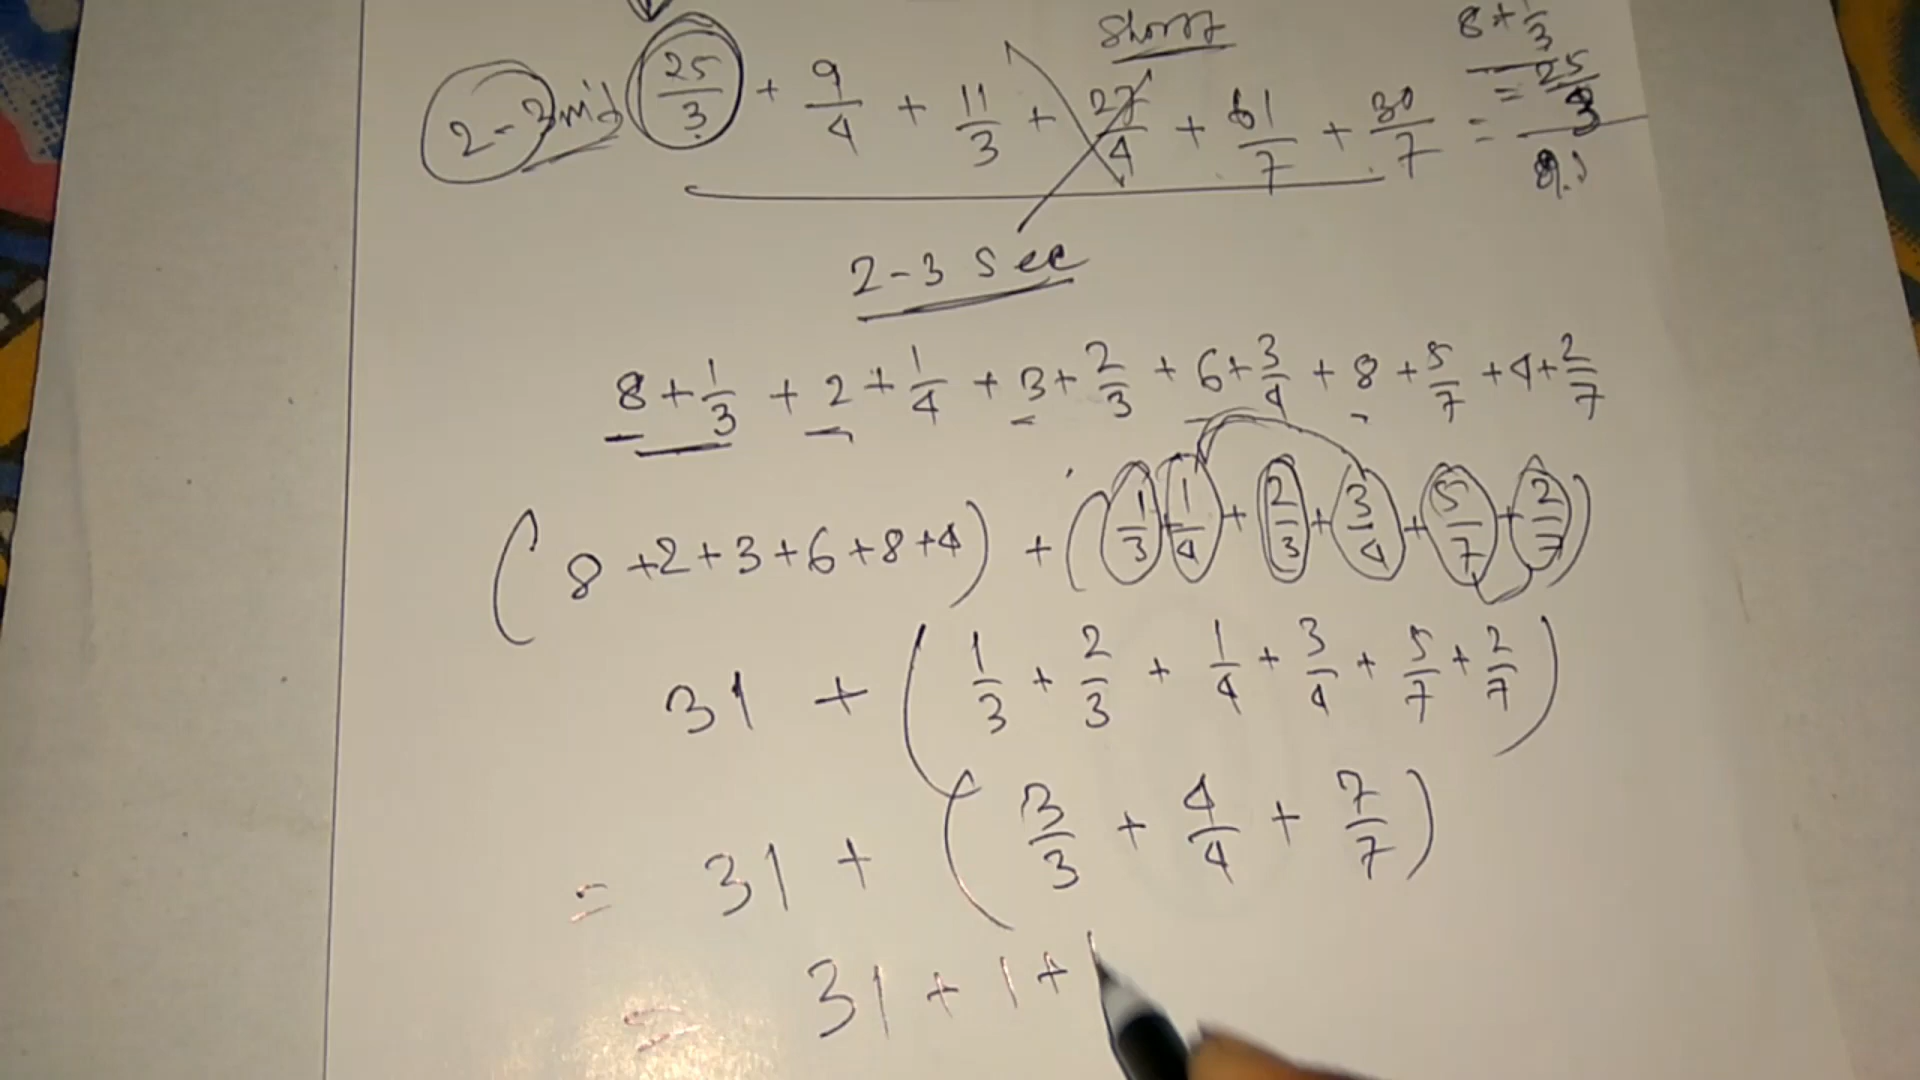 Short
2-3 min 25/3 + 9/4 + 11/3 + 27/4 + 61/7 + 30/7 =
8 + 1/3
= 25/3
2-3 Sec
8 + 1/3 + 2 + 1/4 + 3 + 2/3 + 6 + 3/4 + 8 + 5/7 + 4 + 2/7
(8 + 2 + 3 + 6 + 8 + 4) + (1/3 + 1/4 + 2/3 + 3/4 + 5/7 + 2/7)
31 + (1/3 + 2/3 + 1/4 + 3/4 + 5/7 + 2/7)
= 31 + (3/3 + 4/4 + 7/7)
= 31 + 1 + 1